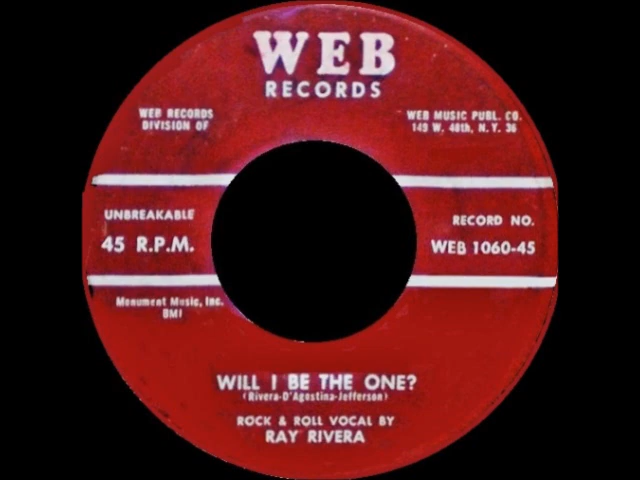 WEB
RECORDS
WEB RECORDS
DIVISION OF
WEB MUSIC PUBL. CO.
149 W. 48th, N. Y. 36
UNBREAKABLE
45 R.P.M.
RECORD NO.
WEB 1060-45
Monument Music, Inc.
BMI
WILL I BE THE ONE?
(Rivera-D'Agostina-Jefferson)
ROCK & ROLL VOCAL BY
RAY RIVERA